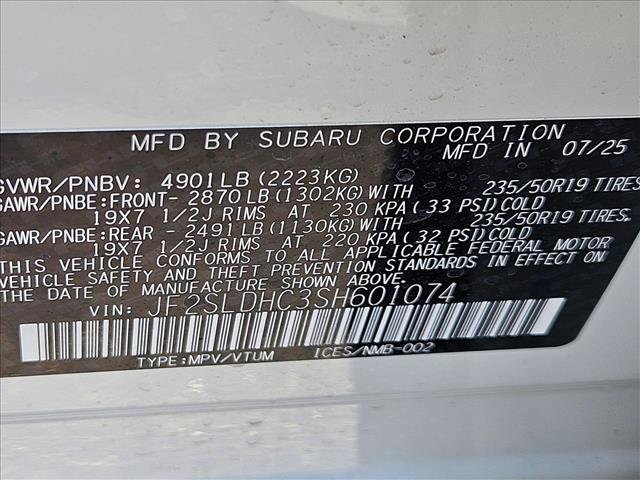 MFD BY SUBARU CORPORATION
MFD IN 07/25
GVWR/PNBV: 4901LB(2223KG)
GAWR/PNBE:FRONT- 2870LB(1302KG)WITH 235/50R19 TIRES,
19X7 1/2J RIMS AT 230 KPA(33 PSI)COLD
GAWR/PNBE:REAR - 2491LB(1130KG)WITH 235/50R19 TIRES,
19X7 1/2J RIMS AT 220 KPA(32 PSI)COLD
THIS VEHICLE CONFORMS TO ALL APPLICABLE FEDERAL MOTOR
VEHICLE SAFETY AND THEFT PREVENTION STANDARDS IN EFFECT
ON THE DATE OF MANUFACTURE SHOWN ABOVE.
VIN: JF2SLDHC3SH601074
TYPE:MPV/VTUM ICES/NMB-002